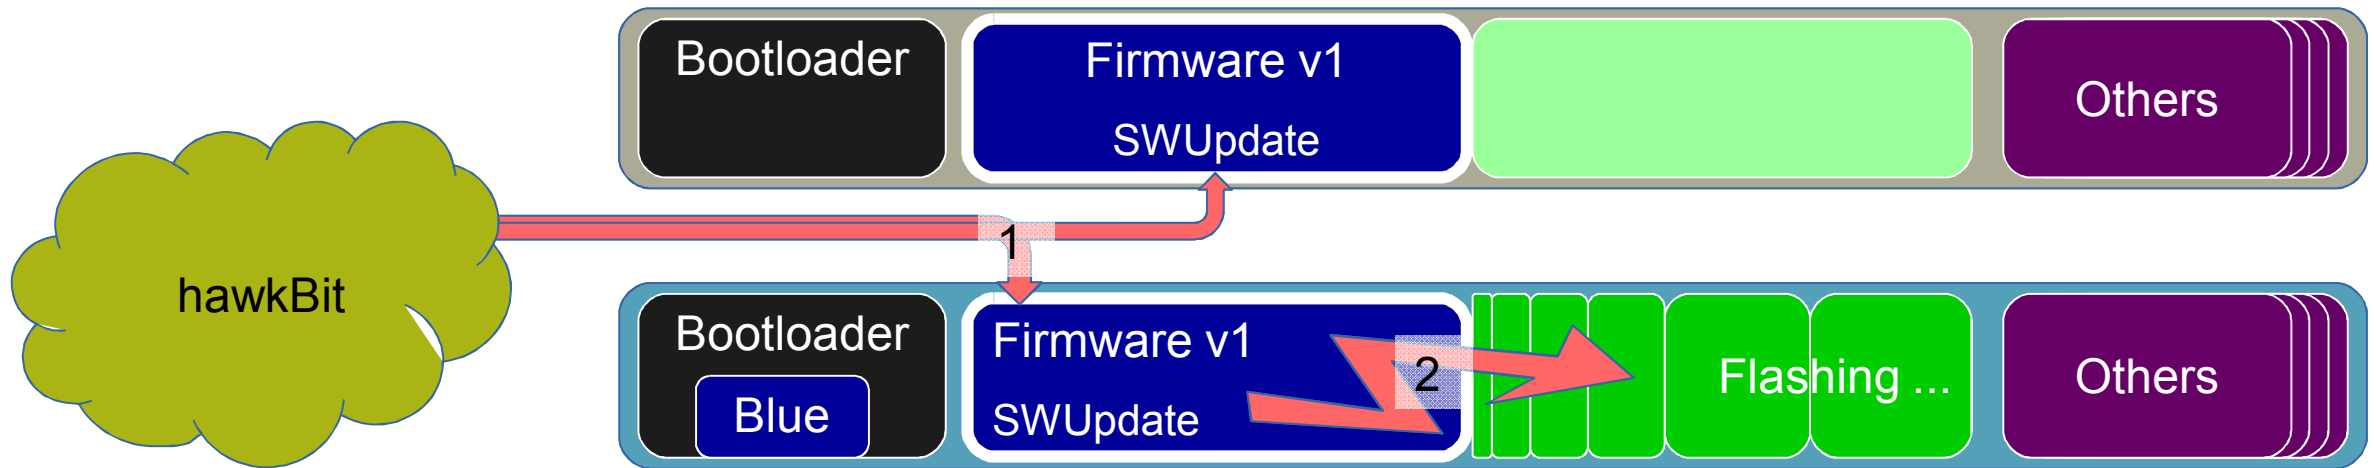 Bootloader
Firmware v1
SWUpdate
Others
1
hawkBit
Bootloader
Blue
Firmware v1
SWUpdate
2
Flashing ...
Others